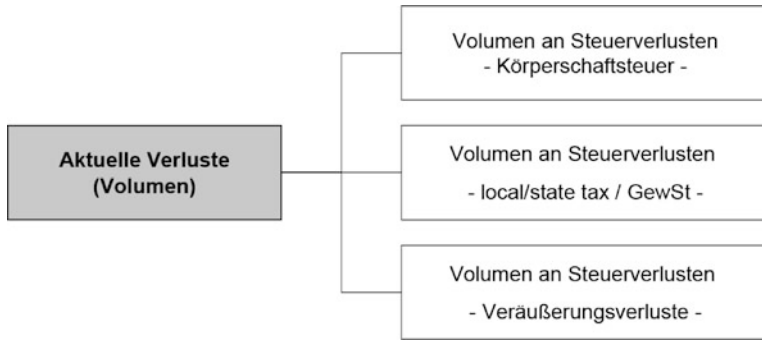 Volumen an Steuerverlusten
- Körperschaftsteuer -
Aktuelle Verluste
(Volumen)
Volumen an Steuerverlusten
- local/state tax / GewSt -
Volumen an Steuerverlusten
- Veräußerungsverluste -